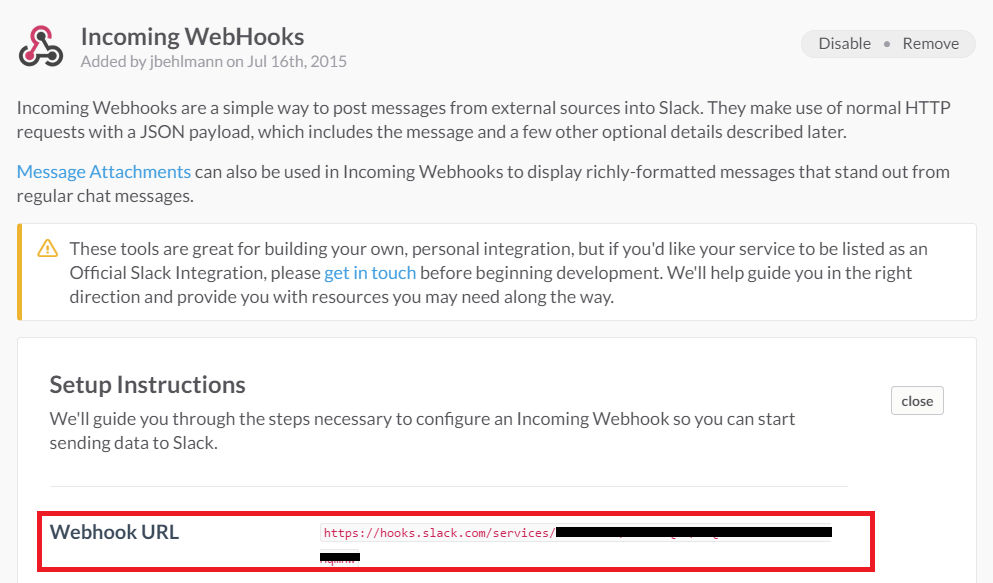 Incoming WebHooks
Added by jbehlmann on Jul 16th, 2015
Disable • Remove
Incoming Webhooks are a simple way to post messages from external sources into Slack. They make use of normal HTTP
requests with a JSON payload, which includes the message and a few other optional details described later.
Message Attachments can also be used in Incoming Webhooks to display richly-formatted messages that stand out from
regular chat messages.
These tools are great for building your own, personal integration, but if you'd like your service to be listed as an
Official Slack Integration, please get in touch before beginning development. We'll help guide you in the right
direction and provide you with resources you may need along the way.
Setup Instructions
close
We'll guide you through the steps necessary to configure an Incoming Webhook so you can start
sending data to Slack.
Webhook URL
https://hooks.slack.com/services/